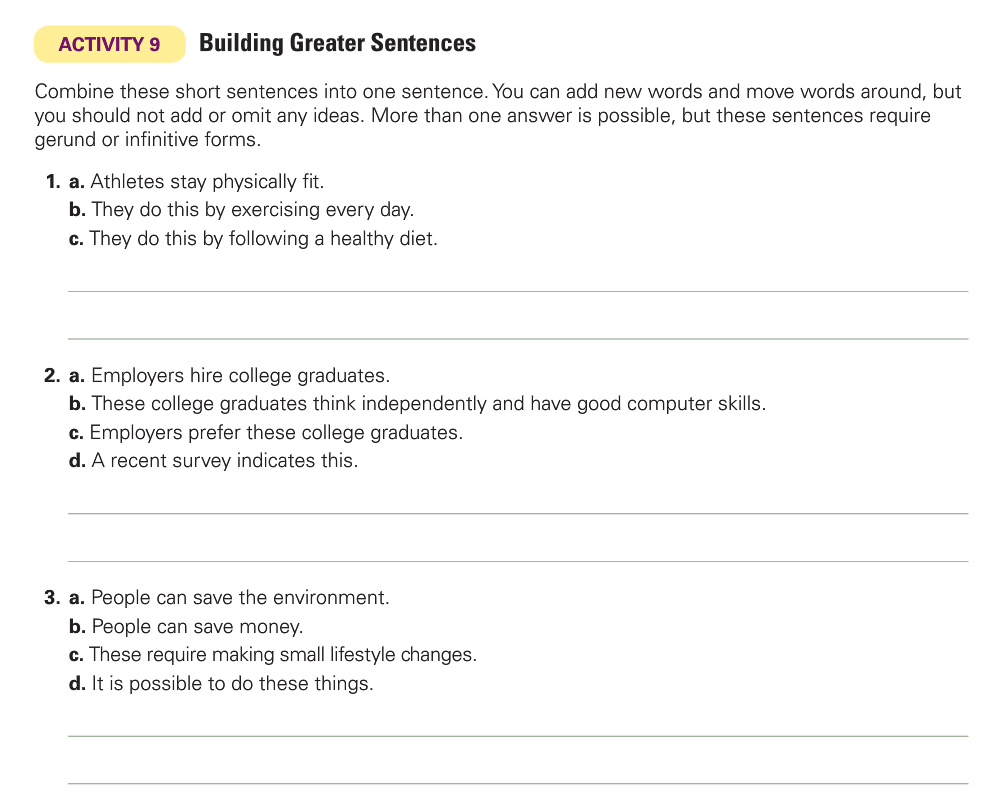 ACTIVITY 9 Building Greater Sentences
Combine these short sentences into one sentence. You can add new words and move words around, but
you should not add or omit any ideas. More than one answer is possible, but these sentences require
gerund or infinitive forms.
1. a. Athletes stay physically fit.
b. They do this by exercising every day.
c. They do this by following a healthy diet.
2. a. Employers hire college graduates.
b. These college graduates think independently and have good computer skills.
c. Employers prefer these college graduates.
d. A recent survey indicates this.
3. a. People can save the environment.
b. People can save money.
c. These require making small lifestyle changes.
d. It is possible to do these things.